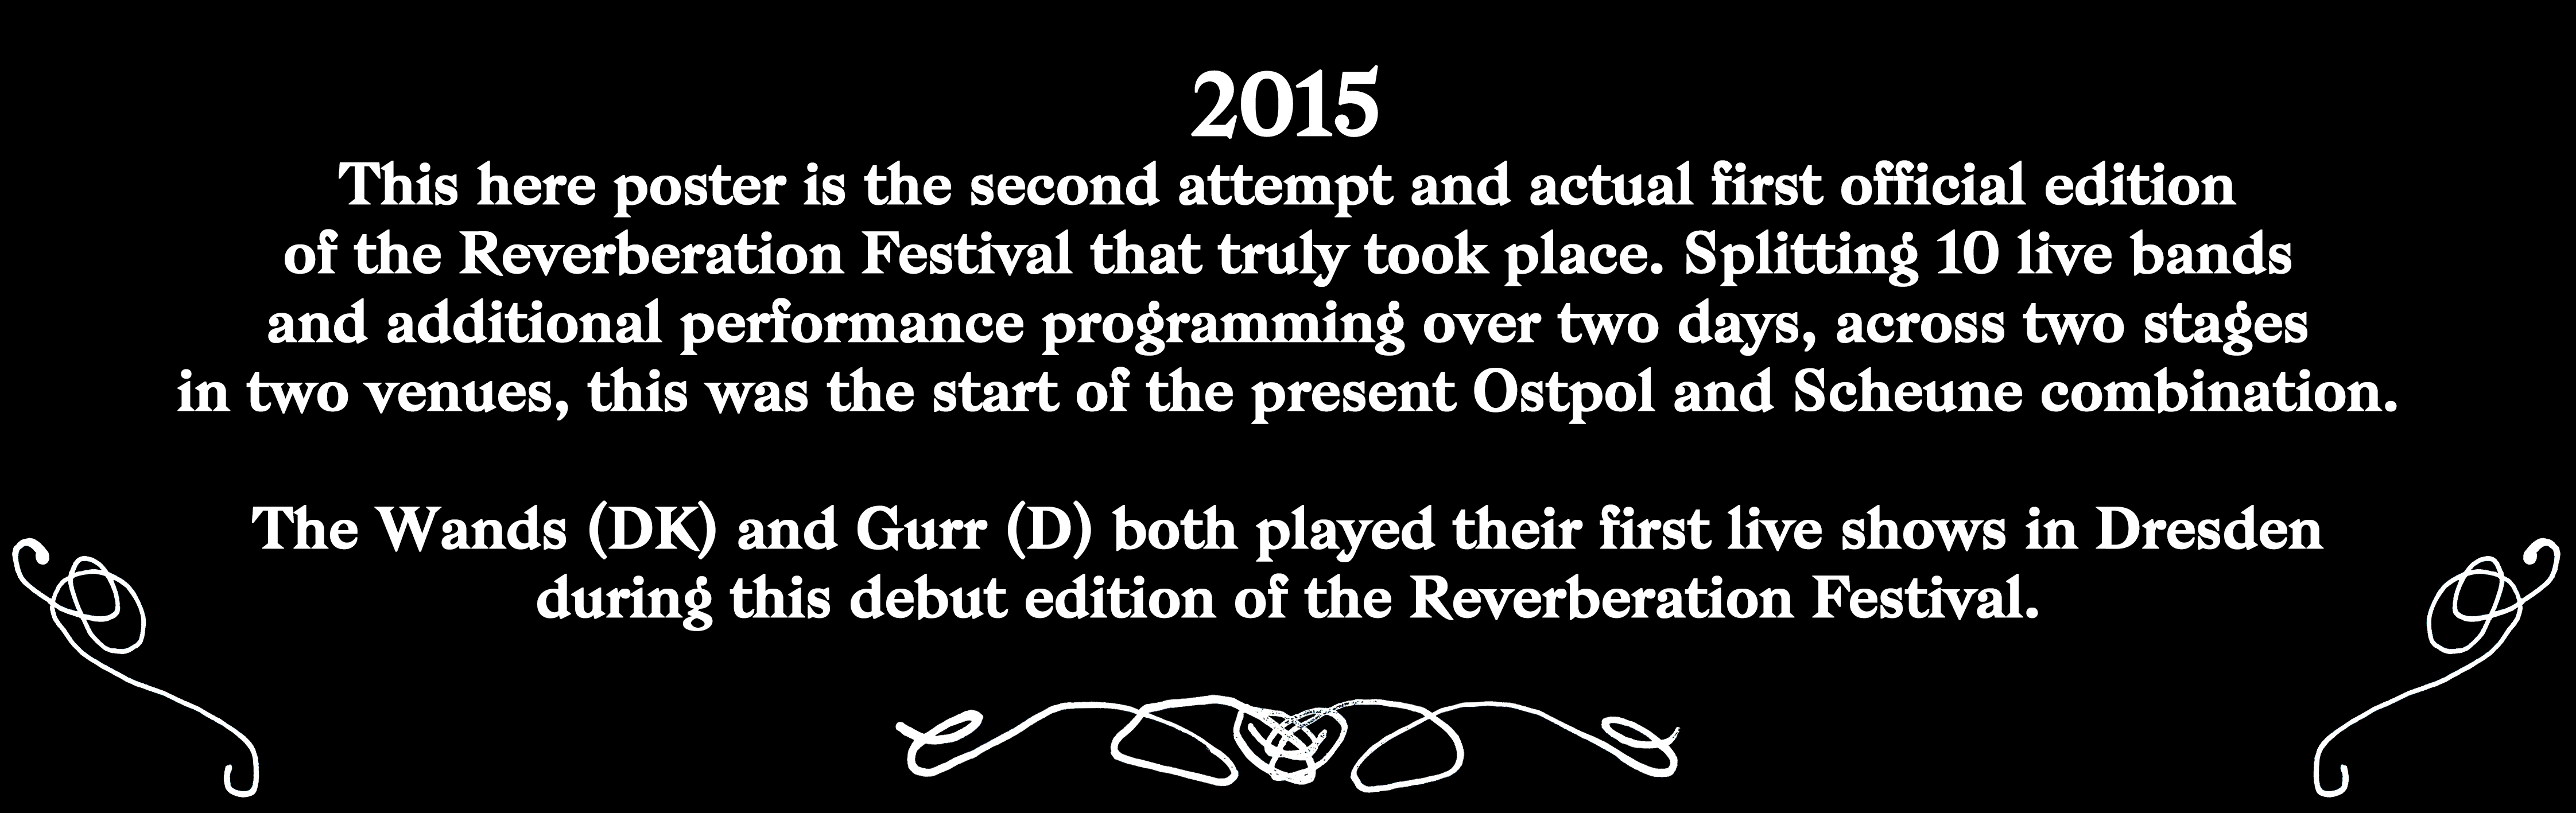 2015
This here poster is the second attempt and actual first official edition
of the Reverberation Festival that truly took place. Splitting 10 live bands
and additional performance programming over two days, across two stages
in two venues, this was the start of the present Ostpol and Scheune combination.
The Wands (DK) and Gurr (D) both played their first live shows in Dresden
during this debut edition of the Reverberation Festival.